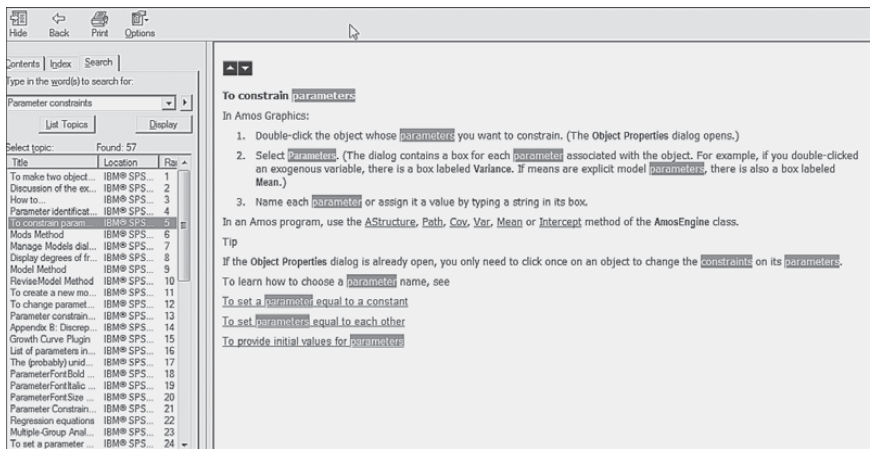 Hide Back Print Options
Contents Index Search
Type in the word(s) to search for:
Parameter constraints
List Topics Display
Select topic: Found: 57
Title Location Ra
To make two objec... IBM® SPS... 1
Discussion of the ex... IBM® SPS... 2
How to... IBM® SPS... 3
Parameter identificat... IBM® SPS... 4
To constrain param... IBM® SPS... 5
Mods Method IBM® SPS... 6
Manage Models dial... IBM® SPS... 7
Display degrees of fr... IBM® SPS... 8
Model Method IBM® SPS... 9
ReviseModel Method IBM® SPS... 10
To create a new mo... IBM® SPS... 11
To change paramet... IBM® SPS... 12
Parameter constrain... IBM® SPS... 13
Appendix B: Discrep... IBM® SPS... 14
Growth Curve Plugin IBM® SPS... 15
List of parameters in... IBM® SPS... 16
The (probably) unid... IBM® SPS... 17
ParameterFontBold ... IBM® SPS... 18
ParameterFontItalic ... IBM® SPS... 19
ParameterFontSize ... IBM® SPS... 20
Parameter Constrain... IBM® SPS... 21
Regression equations IBM® SPS... 22
Multiple-Group Anal... IBM® SPS... 23
To set a parameter ... IBM® SPS... 24
To constrain parameters
In Amos Graphics:
1. Double-click the object whose parameters you want to constrain. (The Object Properties dialog opens.)
2. Select Parameters. (The dialog contains a box for each parameter associated with the object. For example, if you double-clicked
an exogenous variable, there is a box labeled Variance. If means are explicit model parameters, there is also a box labeled
Mean.)
3. Name each parameter or assign it a value by typing a string in its box.
In an Amos program, use the AStructure, Path, Cov, Var, Mean or Intercept method of the AmosEngine class.
Tip
If the Object Properties dialog is already open, you only need to click once on an object to change the constraints on its parameters.
To learn how to choose a parameter name, see
To set a parameter equal to a constant
To set parameters equal to each other
To provide initial values for parameters